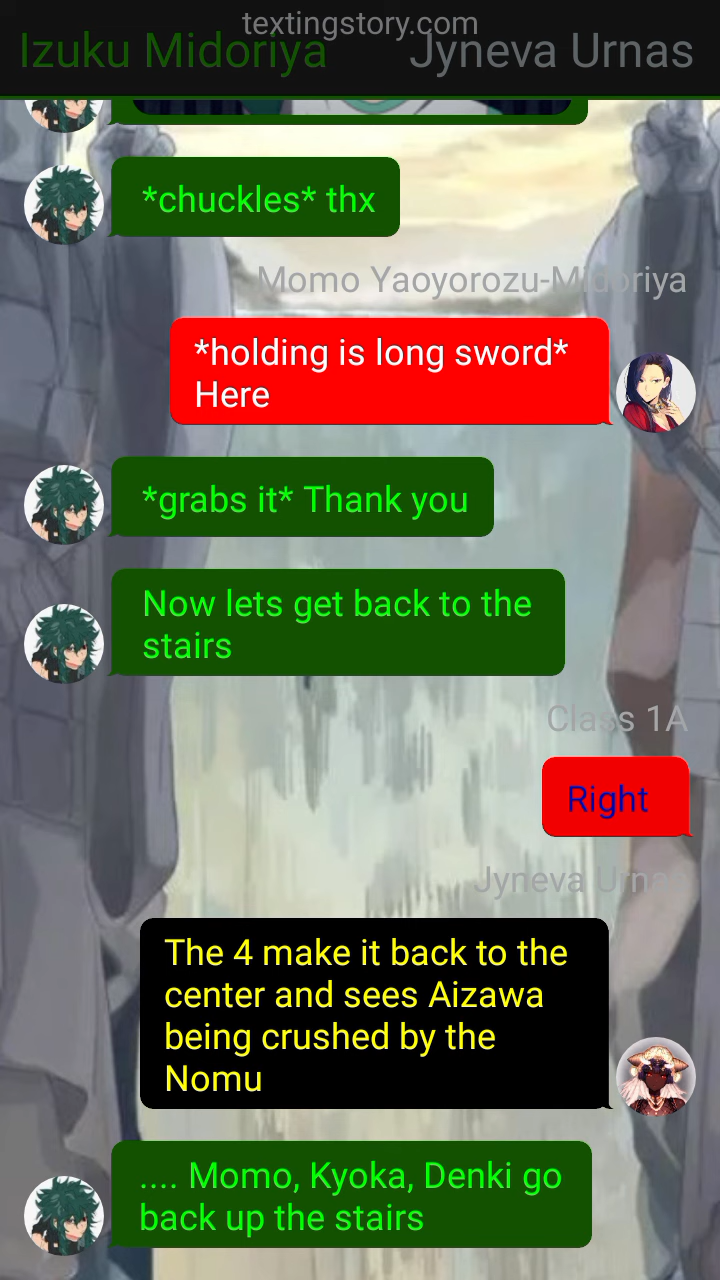 textingstory.com
Izuku Midoriya
Jyneva Urnas
*chuckles* thx
Momo Yaoyorozu-Midoriya
*holding is long sword*
Here
*grabs it* Thank you
Now lets get back to the
stairs
Class 1A
Right
Jyneva Urnas
The 4 make it back to the
center and sees Aizawa
being crushed by the
Nomu
.... Momo, Kyoka, Denki go
back up the stairs